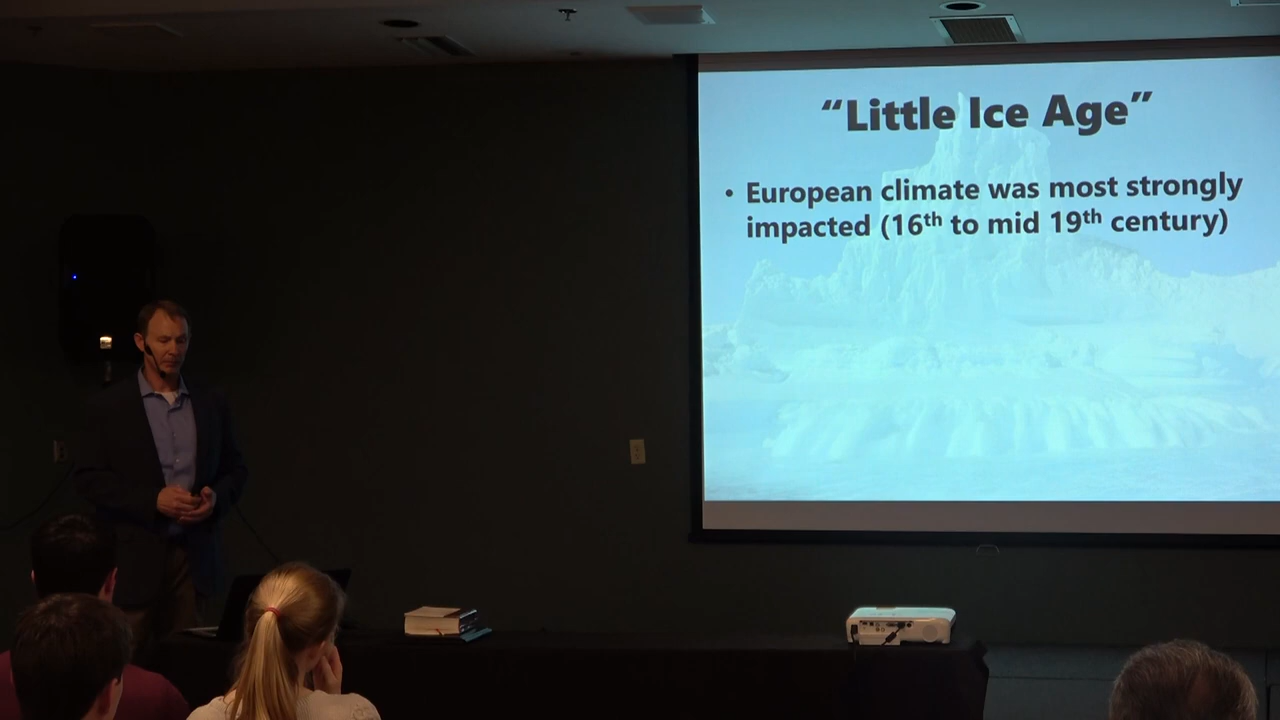 “Little Ice Age”
• European climate was most strongly
impacted (16th to mid 19th century)